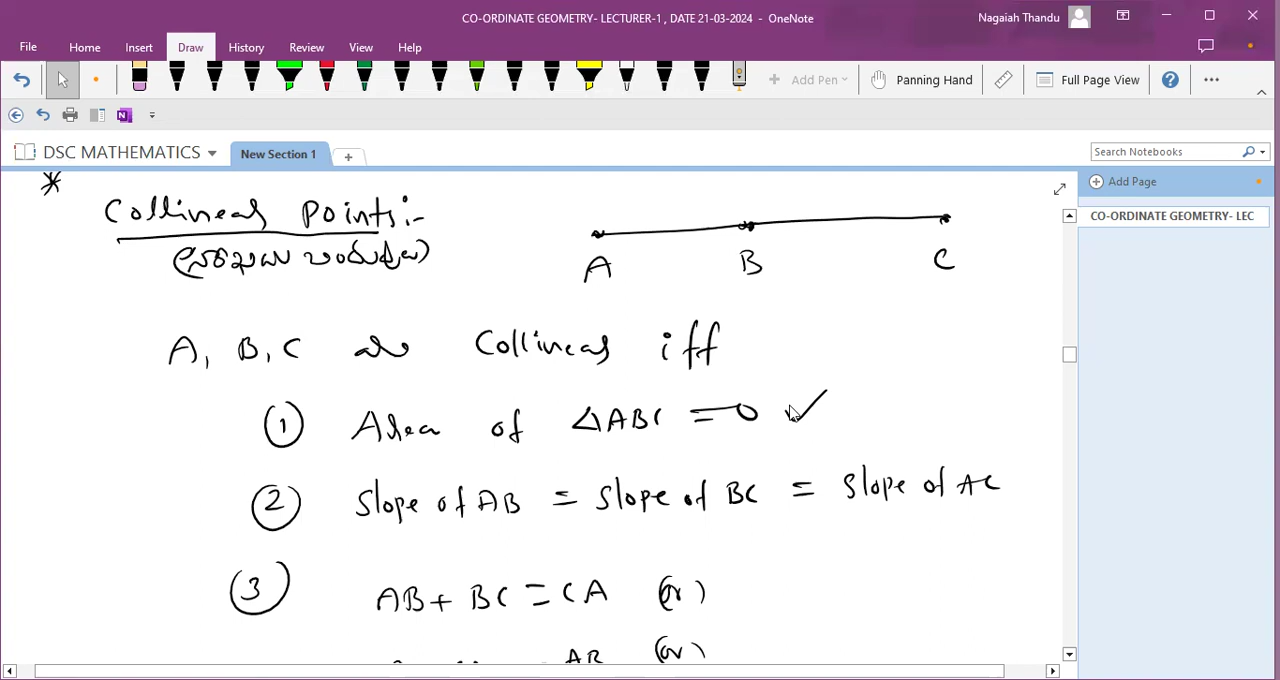 CO-ORDINATE GEOMETRY- LECTURER-1 , DATE 21-03-2024 - OneNote
Nagaiah Thandu
File Home Insert Draw History Review View Help
Add Pen Panning Hand Full Page View
DSC MATHEMATICS New Section 1 Search Notebooks
Add Page
CO-ORDINATE GEOMETRY- LEC
* Collinear Points:-
(సరేఖీయ బిందువులు)
A B C
A, B, C are Collinear iff
① Area of △ABC = 0 ✓
② Slope of AB = Slope of BC = Slope of AC
③ AB + BC = CA (or)
= AB (or)